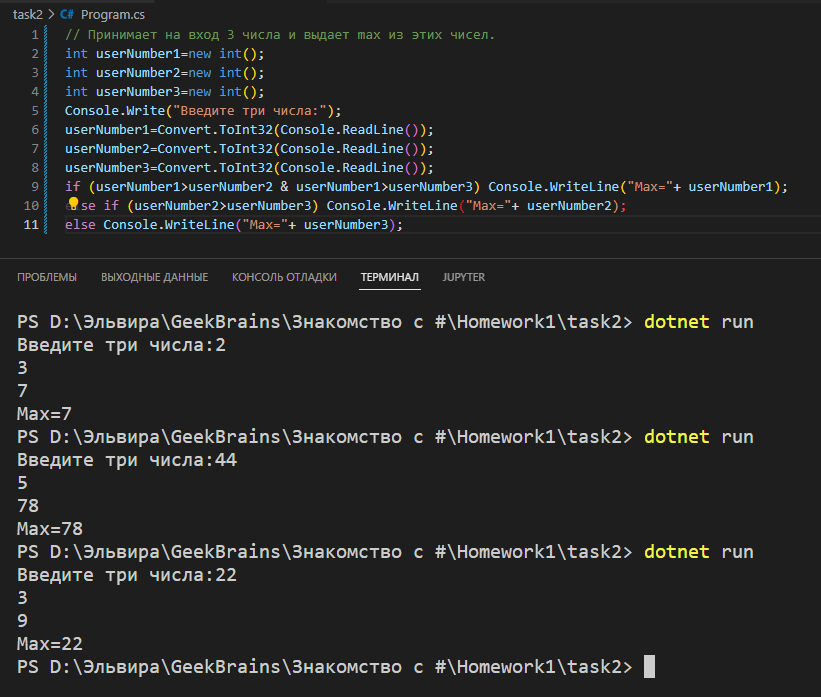 task2 > C# Program.cs
1 // Принимает на вход 3 числа и выдает max из этих чисел.
2 int userNumber1=new int();
3 int userNumber2=new int();
4 int userNumber3=new int();
5 Console.Write("Введите три числа:");
6 userNumber1=Convert.ToInt32(Console.ReadLine());
7 userNumber2=Convert.ToInt32(Console.ReadLine());
8 userNumber3=Convert.ToInt32(Console.ReadLine());
9 if (userNumber1>userNumber2 & userNumber1>userNumber3) Console.WriteLine("Max="+ userNumber1);
10 else if (userNumber2>userNumber3) Console.WriteLine("Max="+ userNumber2);
11 else Console.WriteLine("Max="+ userNumber3);
ПРОБЛЕМЫ ВЫХОДНЫЕ ДАННЫЕ КОНСОЛЬ ОТЛАДКИ ТЕРМИНАЛ JUPYTER
PS D:\Эльвира\GeekBrains\Знакомство с #\Homework1\task2> dotnet run
Введите три числа:2
3
7
Max=7
PS D:\Эльвира\GeekBrains\Знакомство с #\Homework1\task2> dotnet run
Введите три числа:44
5
78
Max=78
PS D:\Эльвира\GeekBrains\Знакомство с #\Homework1\task2> dotnet run
Введите три числа:22
3
9
Max=22
PS D:\Эльвира\GeekBrains\Знакомство с #\Homework1\task2>